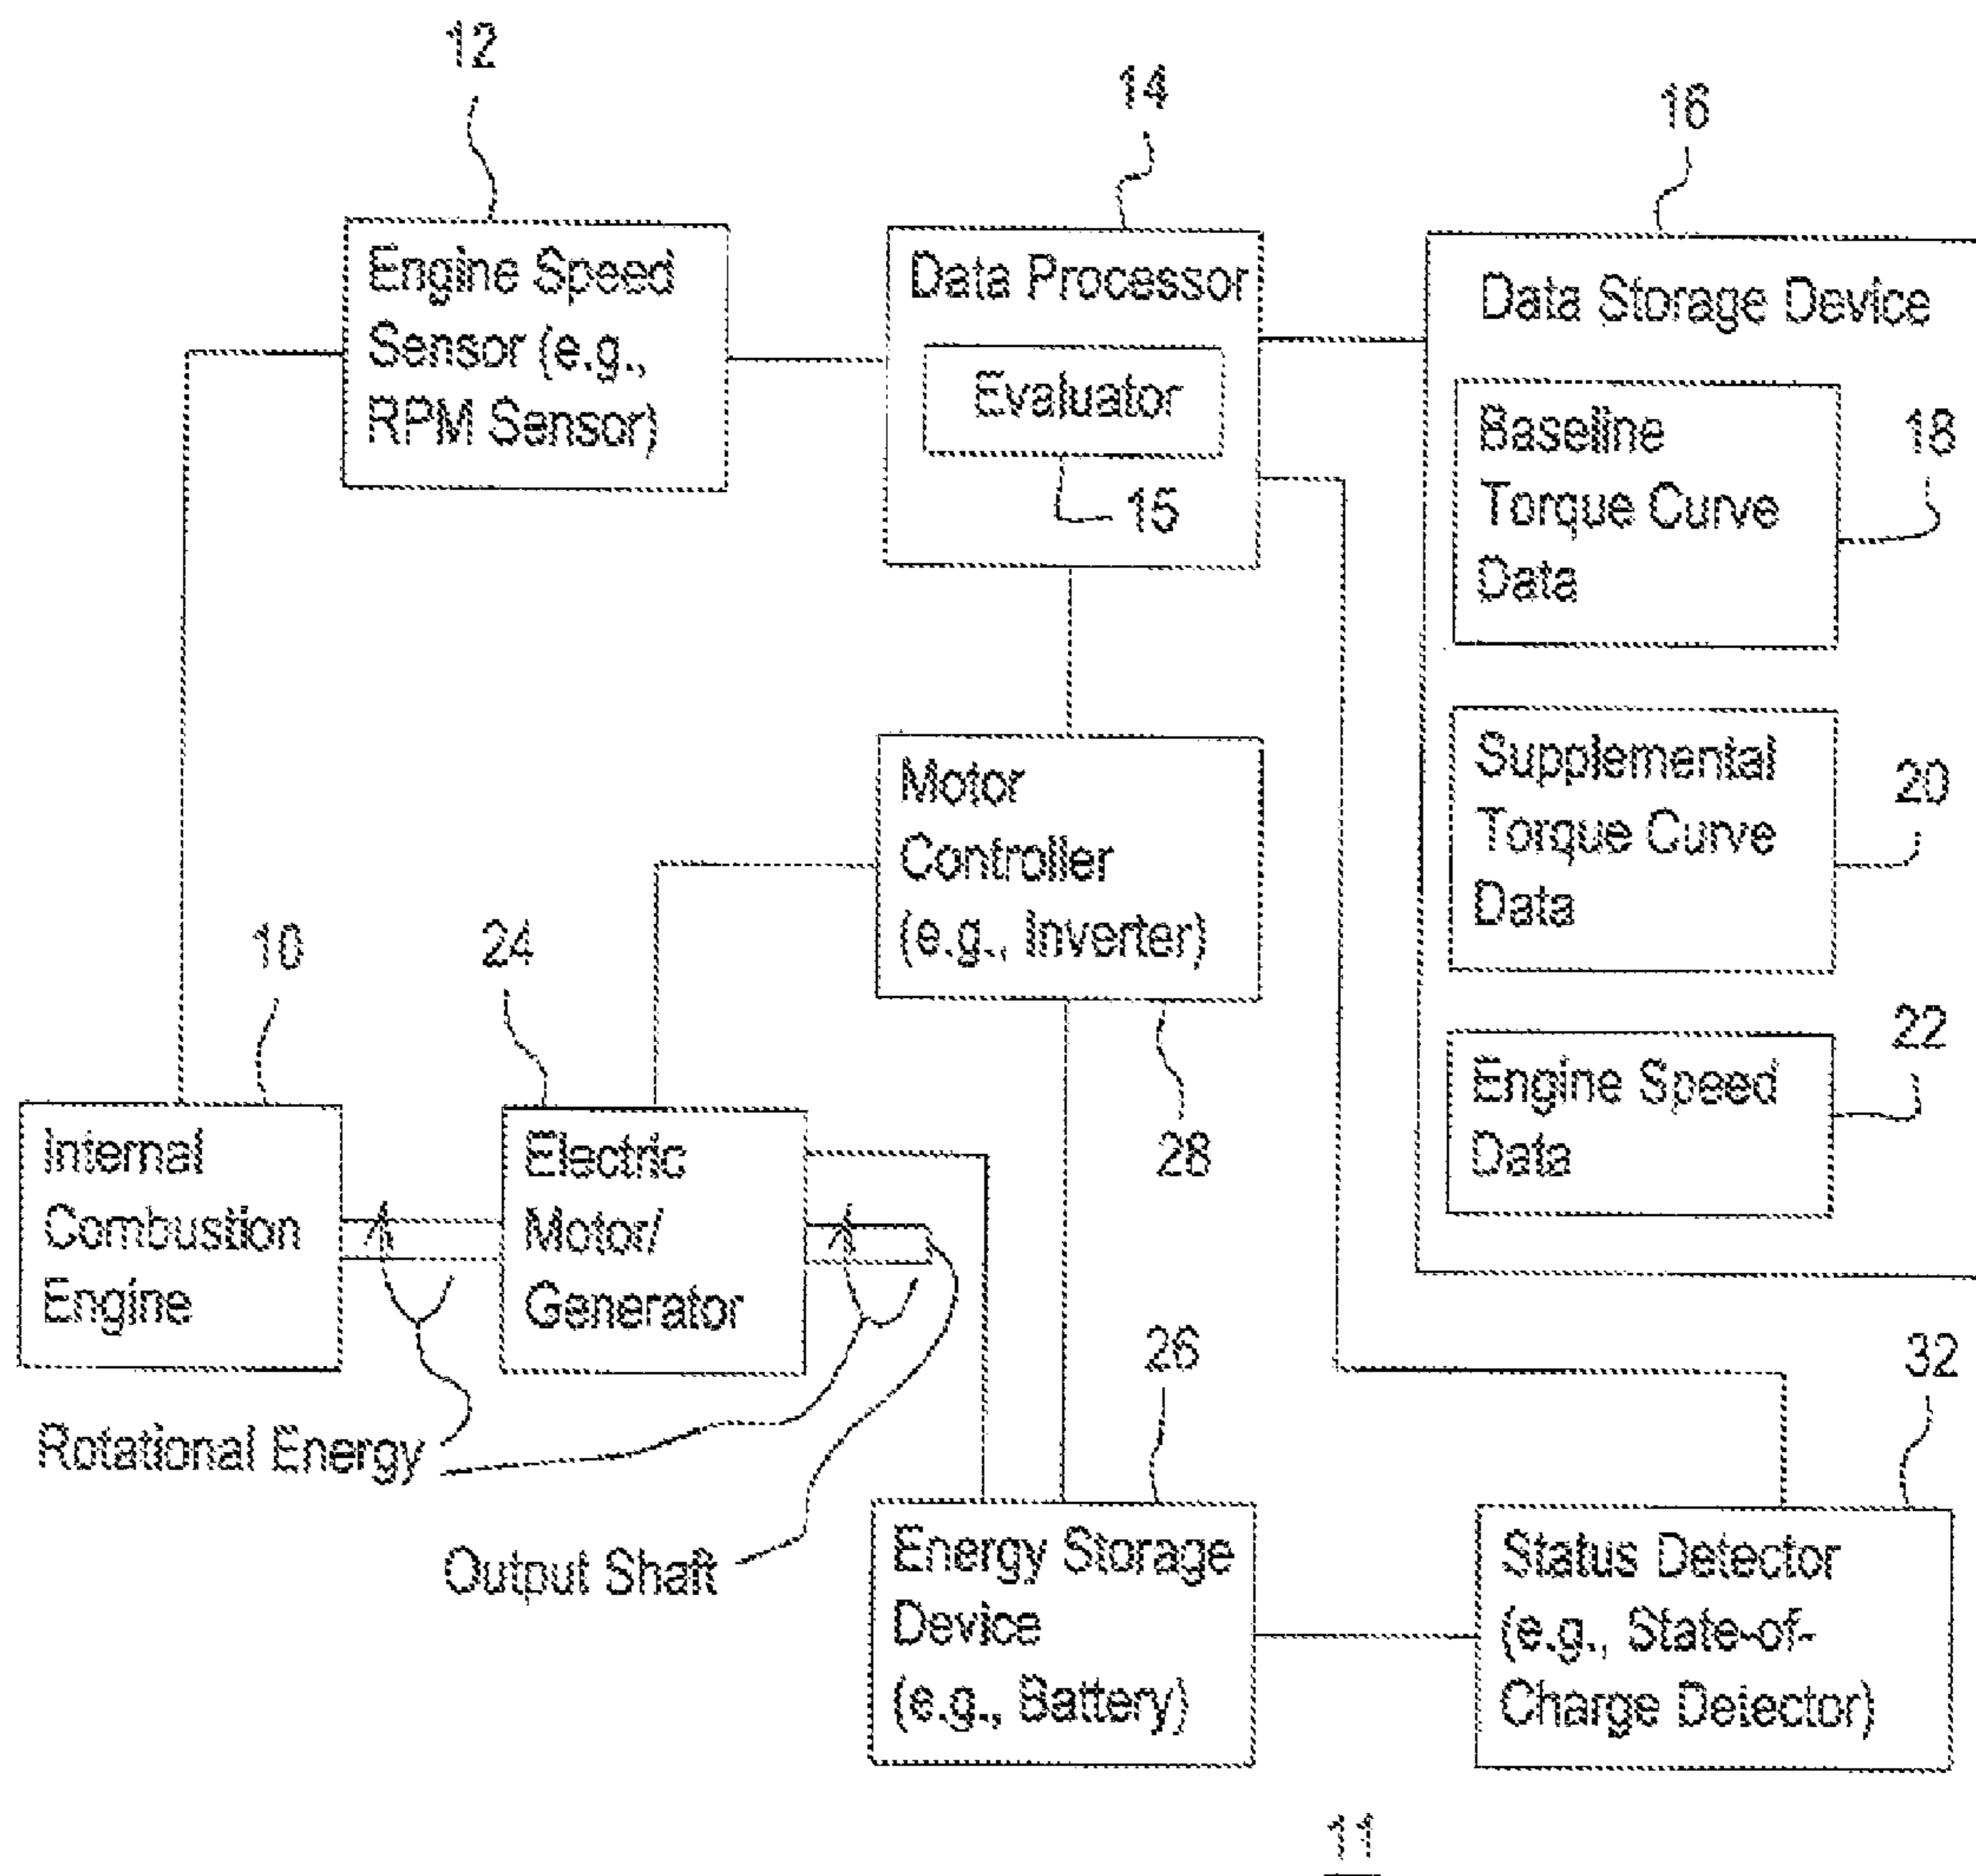 12
14
16
Engine Speed
Sensor (e.g.,
RPM Sensor)
Data Processor
Evaluator
15
Data Storage Device
Baseline
Torque Curve
Data
18
Supplemental
Torque Curve
Data
20
Engine Speed
Data
22
Motor
Controller
(e.g., Inverter)
28
10
24
Internal
Combustion
Engine
Electric
Motor/
Generator
Rotational Energy
Output Shaft
26
32
Energy Storage
Device
(e.g., Battery)
Status Detector
(e.g., State-of-
Charge Detector)
11